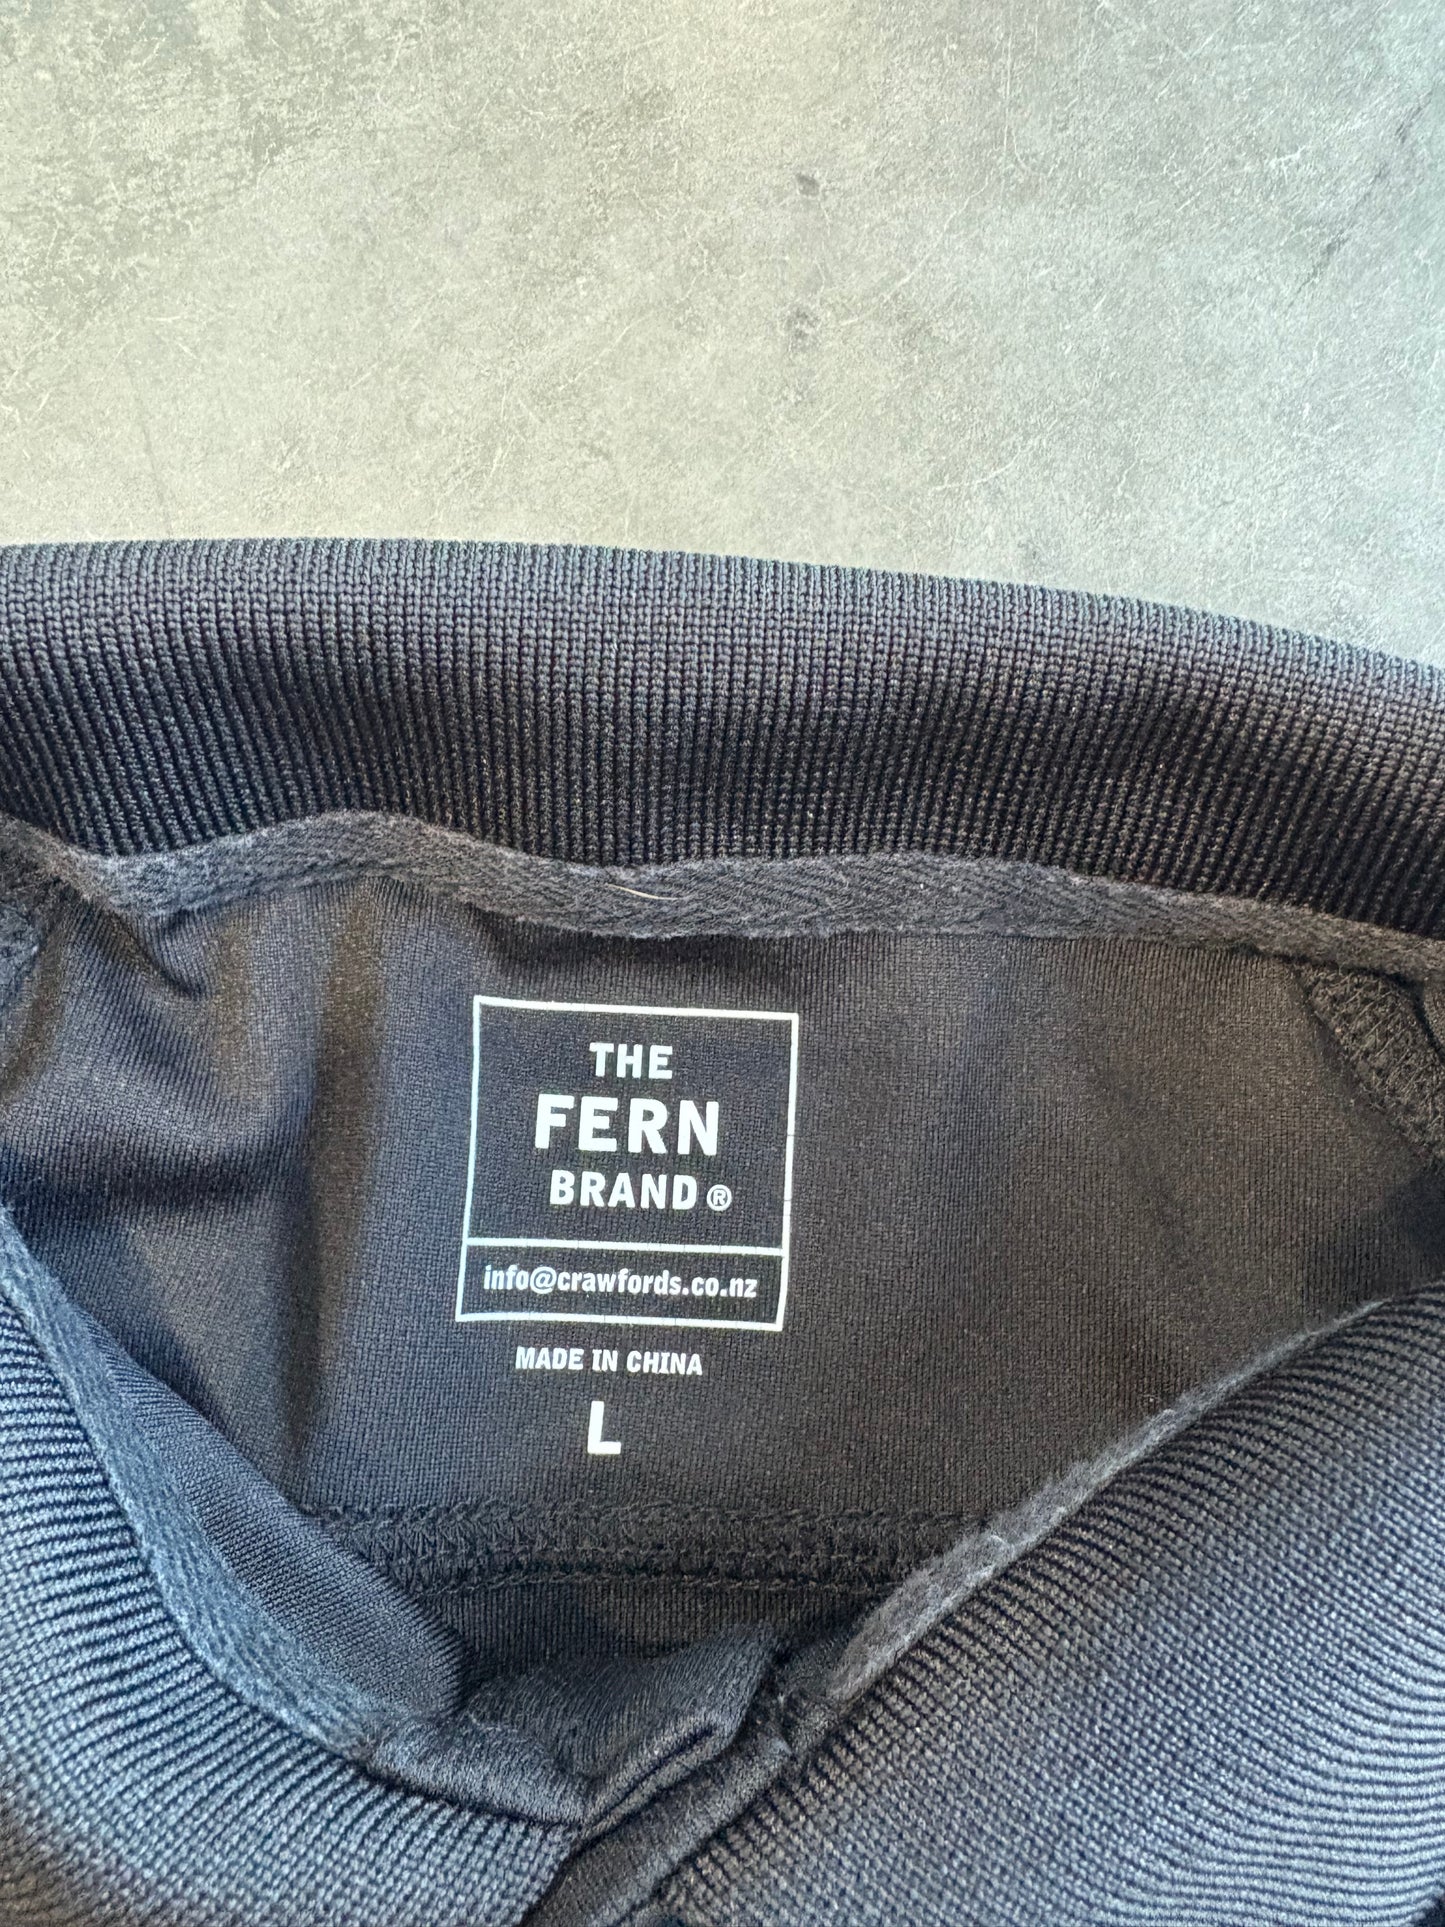 THE
FERN
BRAND®
info@crawfords.co.nz
MADE IN CHINA
L